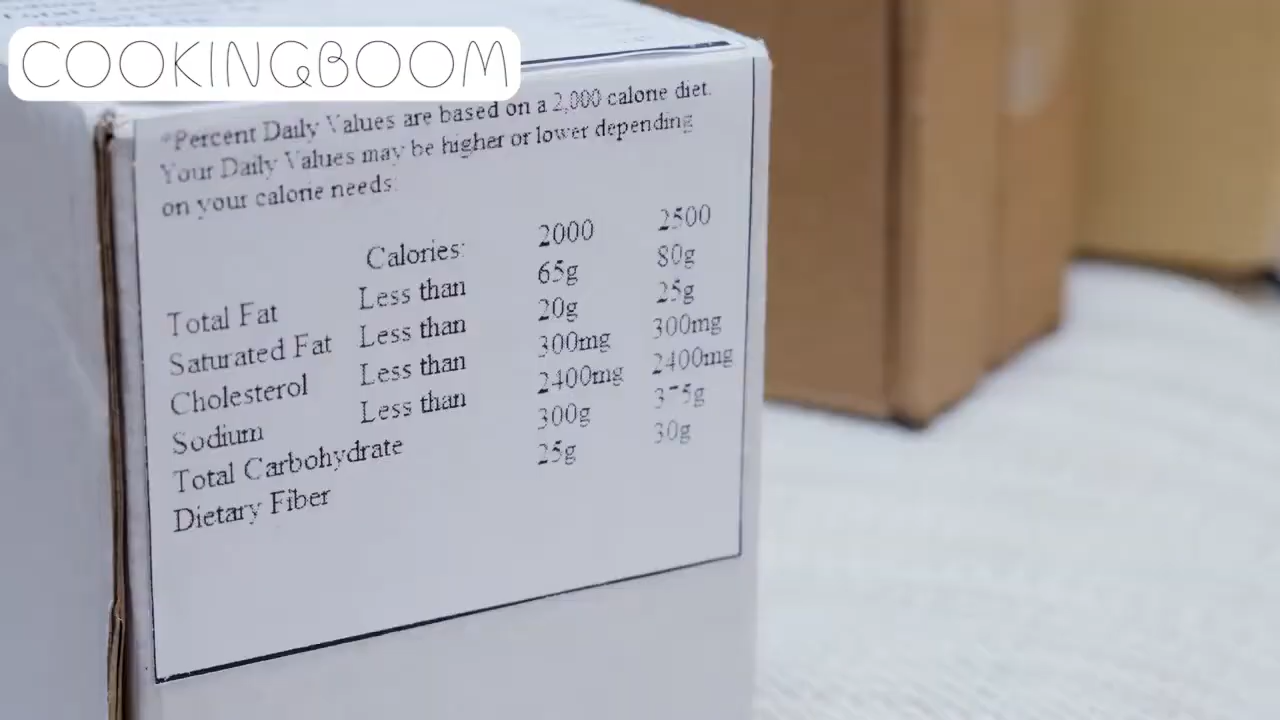 COOKINGBOOM
*Percent Daily Values are based on a 2,000 calorie diet.
Your Daily Values may be higher or lower depending
on your calorie needs:
Calories: 2000 2500
Total Fat Less than 65g 80g
Saturated Fat Less than 20g 25g
Cholesterol Less than 300mg 300mg
Sodium Less than 2400mg 2400mg
Total Carbohydrate 300g 375g
Dietary Fiber 25g 30g